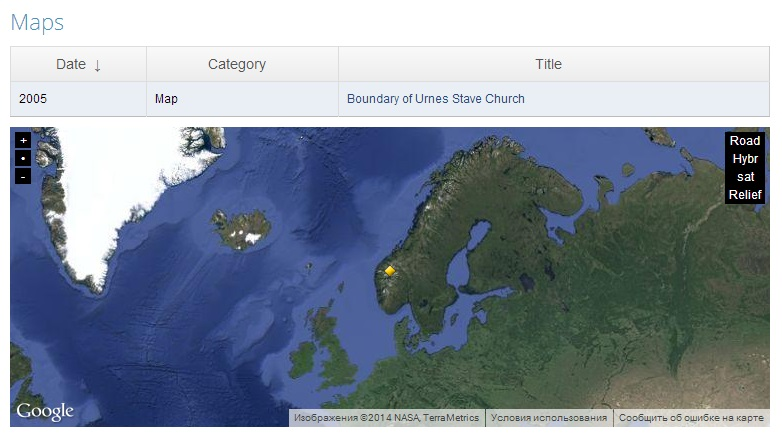 Maps
Date ↓ Category Title
2005 Map Boundary of Urnes Stave Church
+
•
-
Road
Hybr
sat
Relief
Google
Изображения ©2014 NASA, TerraMetrics Условия использования Сообщить об ошибке на карте